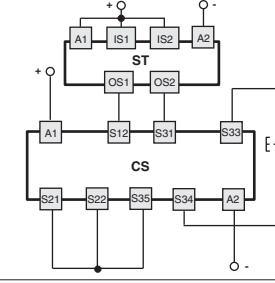 + -
A1 IS1 IS2 A2
ST
+ OS1 OS2
A1 S12 S31 S33
CS
S21 S22 S35 S34 A2
-